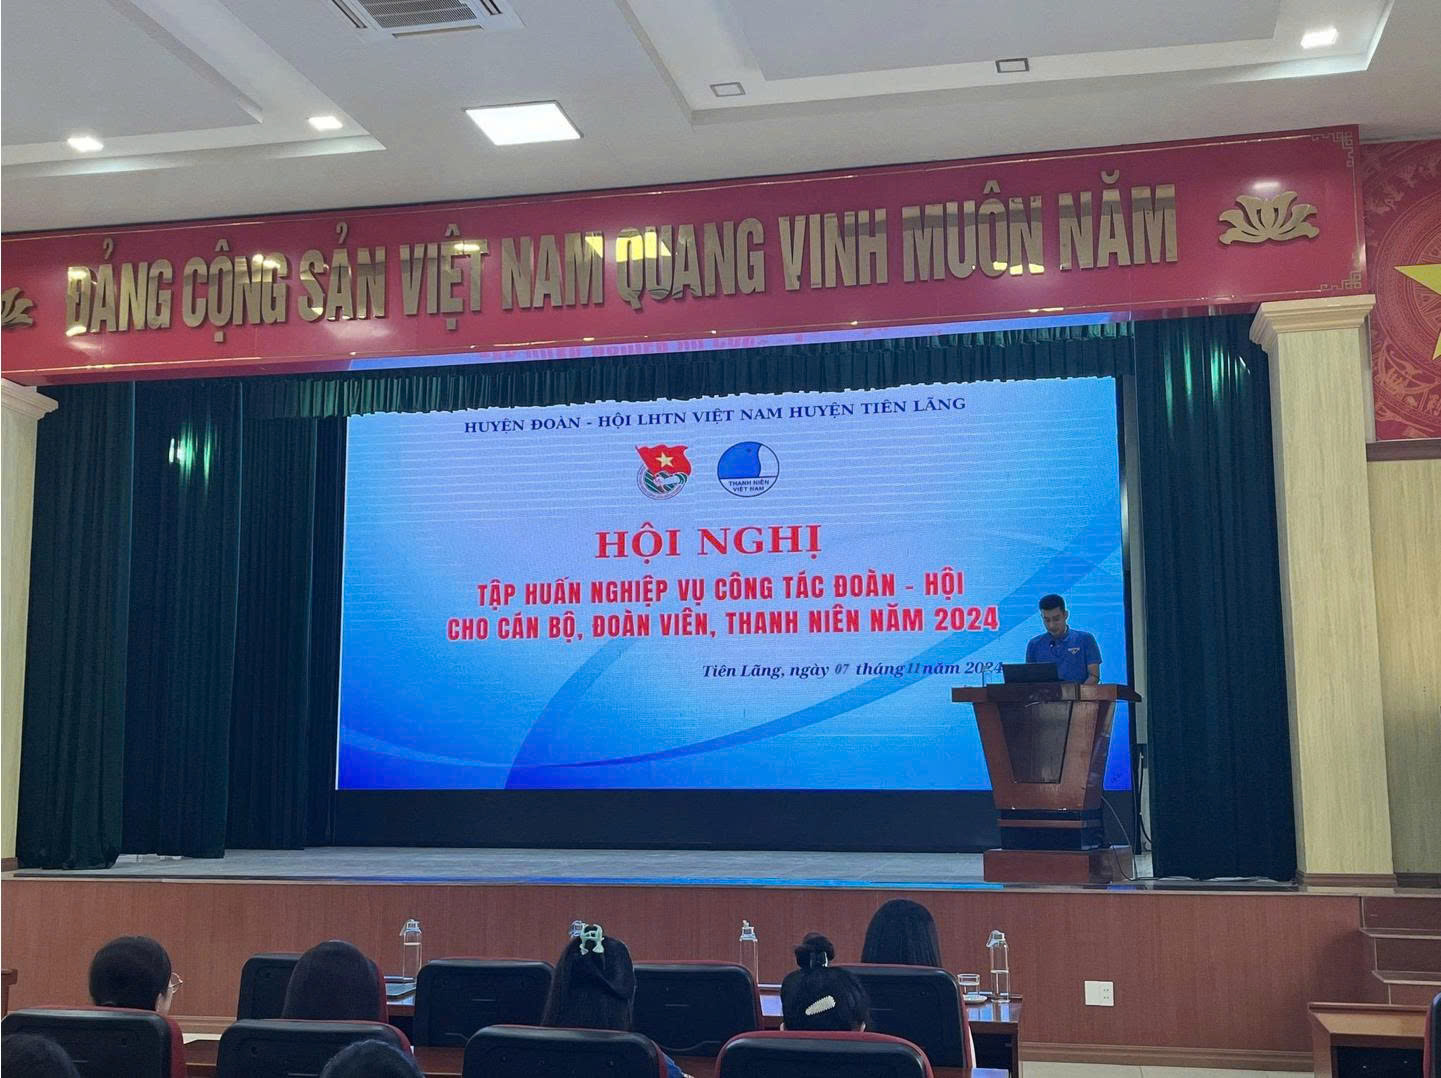 ĐẢNG CỘNG SẢN VIỆT NAM QUANG VINH MUÔN NĂM
HUYỆN ĐOÀN - HỘI LHTN VIỆT NAM HUYỆN TIÊN LÃNG
THANH NIÊN
VIỆT NAM
HỘI NGHỊ
TẬP HUẤN NGHIỆP VỤ CÔNG TÁC ĐOÀN - HỘI
CHO CÁN BỘ, ĐOÀN VIÊN, THANH NIÊN NĂM 2024
Tiên Lãng, ngày 07 tháng 11 năm 2024